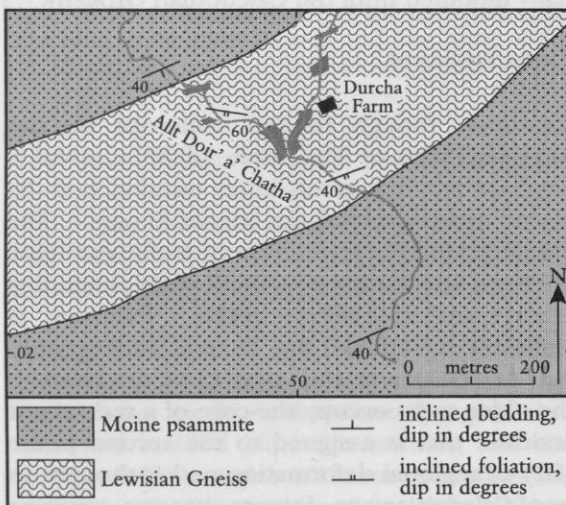 40
Durcha
Farm
60
Allt Doir' a' Chatha
40
N
02
40
0 metres 200
50
Moine psammite
inclined bedding,
dip in degrees
Lewisian Gneiss
inclined foliation,
dip in degrees